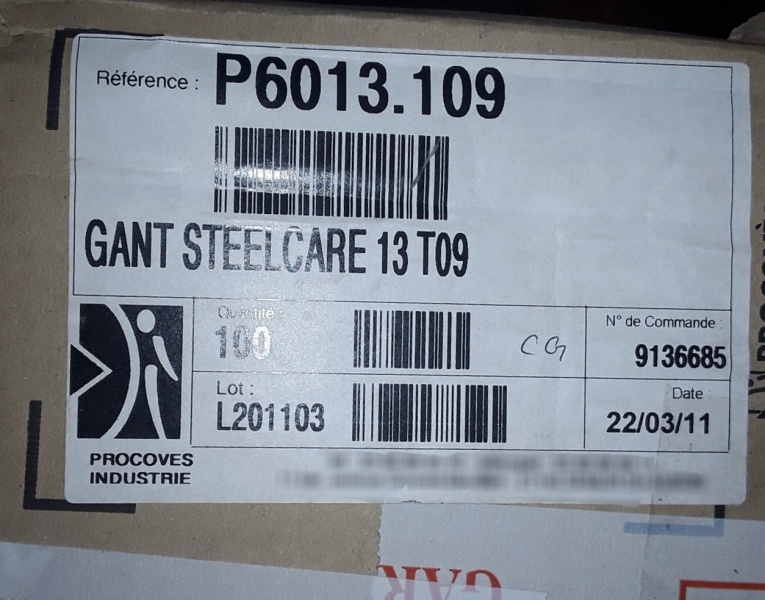 Référence : P6013.109
GANT STEELCARE 13 T09
Quantité :
100
CG
N° de Commande :
9136685
Lot :
L201103
Date :
22/03/11
PROCOVES
INDUSTRIE
GAR